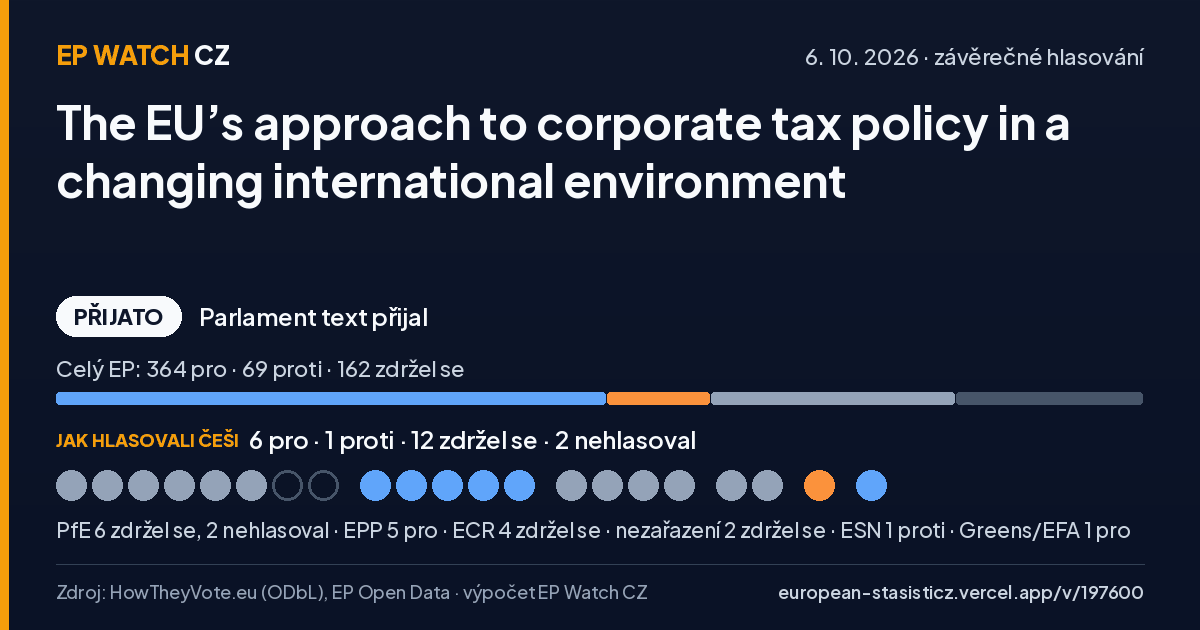 EP WATCH CZ
6. 10. 2026 · závěrečné hlasování
The EU’s approach to corporate tax policy in a
changing international environment
PŘIJATO Parlament text přijal
Celý EP: 364 pro · 69 proti · 162 zdržel se
JAK HLASOVALI ČEŠI 6 pro · 1 proti · 12 zdržel se · 2 nehlasoval
PfE 6 zdržel se, 2 nehlasoval · EPP 5 pro · ECR 4 zdržel se · nezařazení 2 zdržel se · ESN 1 proti · Greens/EFA 1 pro
Zdroj: HowTheyVote.eu (ODbL), EP Open Data · výpočet EP Watch CZ
european-stasisticz.vercel.app/v/197600